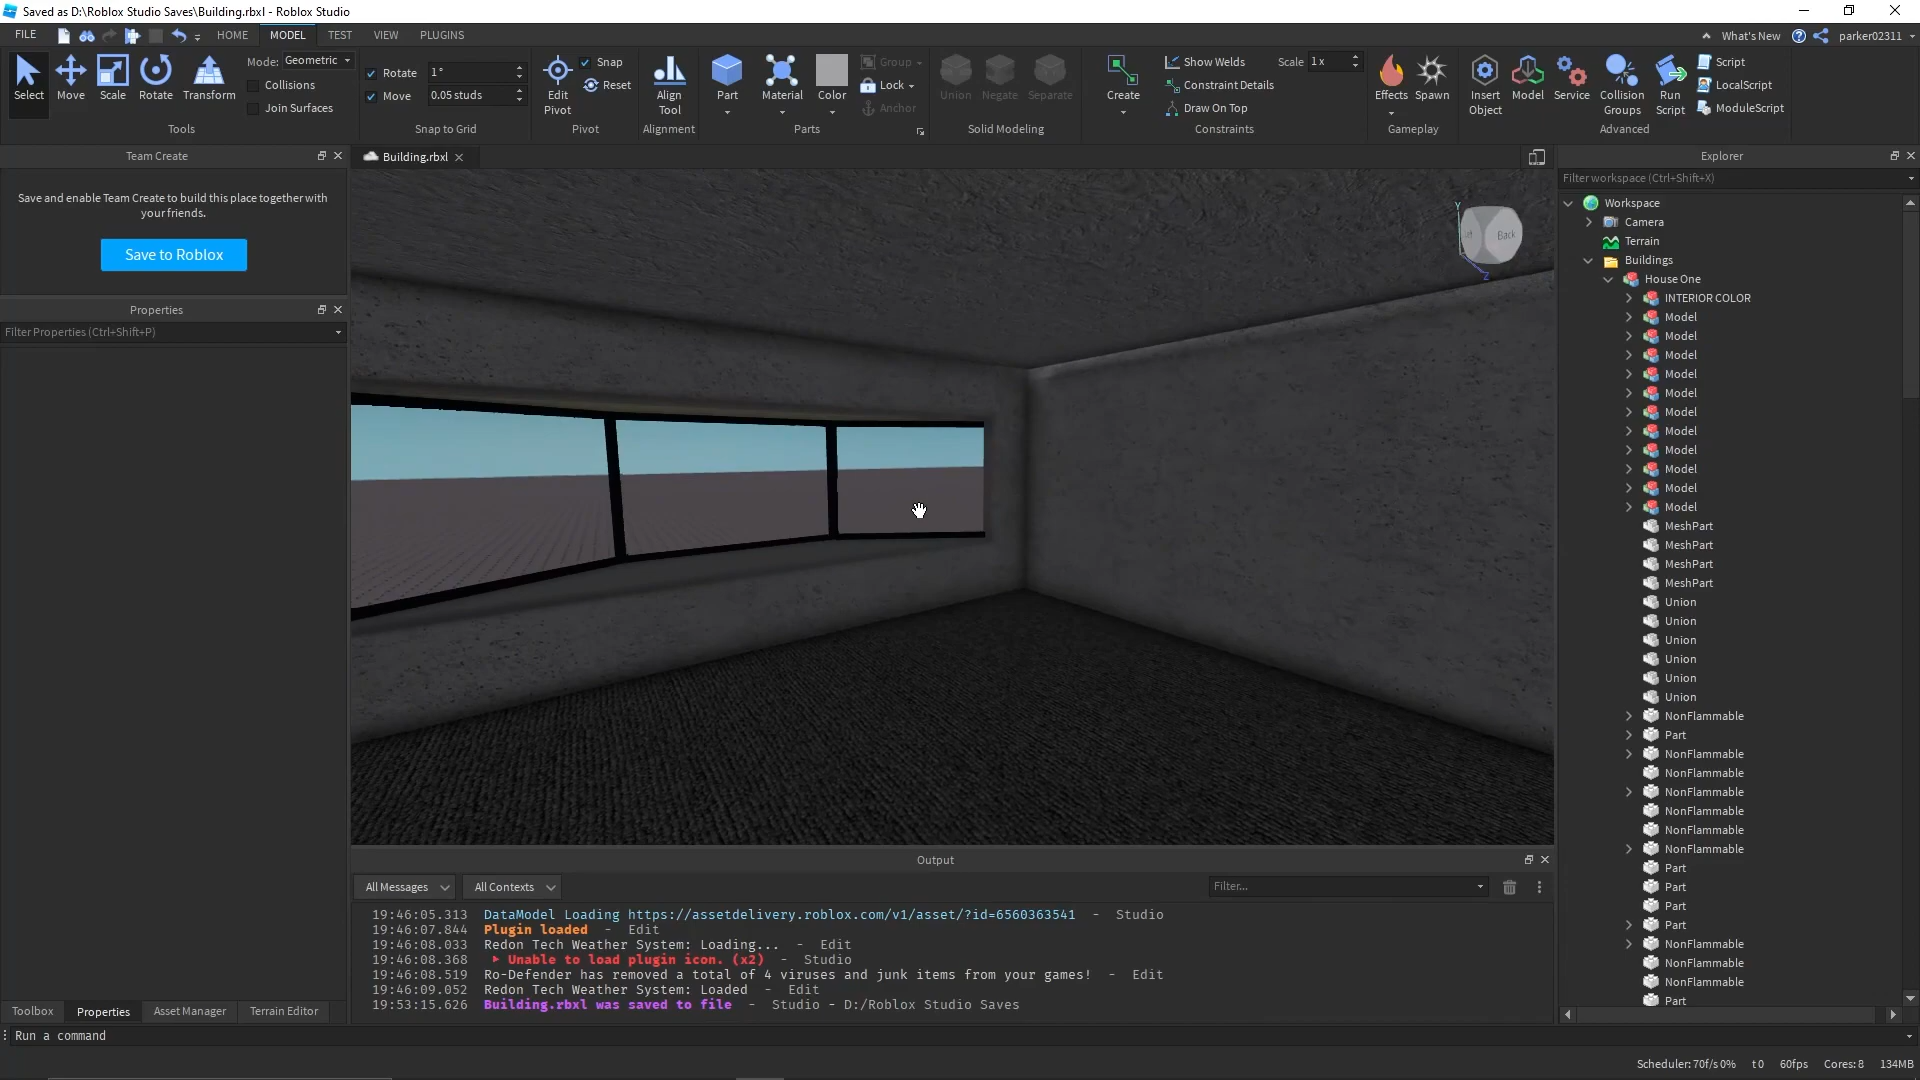 Saved as D:\Roblox Studio Saves\Building.rbxl - Roblox Studio
FILE HOME MODEL TEST VIEW PLUGINS What's New parker02311
Select Move Scale Rotate Transform
Mode: Geometric
Collisions
Join Surfaces
Tools
Rotate 1°
Move 0.05 studs
Snap to Grid
Edit Pivot
Snap
Reset
Pivot
Align Tool
Alignment
Part Material Color
Group
Lock
Anchor
Parts
Union Negate Separate
Solid Modeling
Create
Show Welds
Constraint Details
Draw On Top
Scale 1x
Constraints
Effects Spawn
Gameplay
Insert Object
Model
Service
Collision Groups
Run Script
Script
LocalScript
ModuleScript
Advanced
Team Create
Save and enable Team Create to build this place together with
your friends.
Save to Roblox
Properties
Filter Properties (Ctrl+Shift+P)
Toolbox Properties Asset Manager Terrain Editor
Building.rbxl
Back
Y
Z
Output
All Messages All Contexts Filter...
19:46:05.313 DataModel Loading https://assetdelivery.roblox.com/v1/asset/?id=6560363541 - Studio
19:46:07.844 Plugin loaded - Edit
19:46:08.033 Redon Tech Weather System: Loading... - Edit
19:46:08.368 Unable to load plugin icon. (x2) - Studio
19:46:08.519 Ro-Defender has removed a total of 4 viruses and junk items from your games! - Edit
19:46:09.052 Redon Tech Weather System: Loaded - Edit
19:53:15.626 Building.rbxl was saved to file - Studio - D:/Roblox Studio Saves
Explorer
Filter workspace (Ctrl+Shift+X)
Workspace
Camera
Terrain
Buildings
House One
INTERIOR COLOR
Model
Model
Model
Model
Model
Model
Model
Model
Model
Model
Model
MeshPart
MeshPart
MeshPart
MeshPart
Union
Union
Union
Union
Union
Union
NonFlammable
Part
NonFlammable
NonFlammable
NonFlammable
NonFlammable
NonFlammable
NonFlammable
Part
Part
Part
Part
NonFlammable
NonFlammable
NonFlammable
Part
Run a command
Scheduler: 70f/s 0% t 0 60fps Cores: 8 134MB